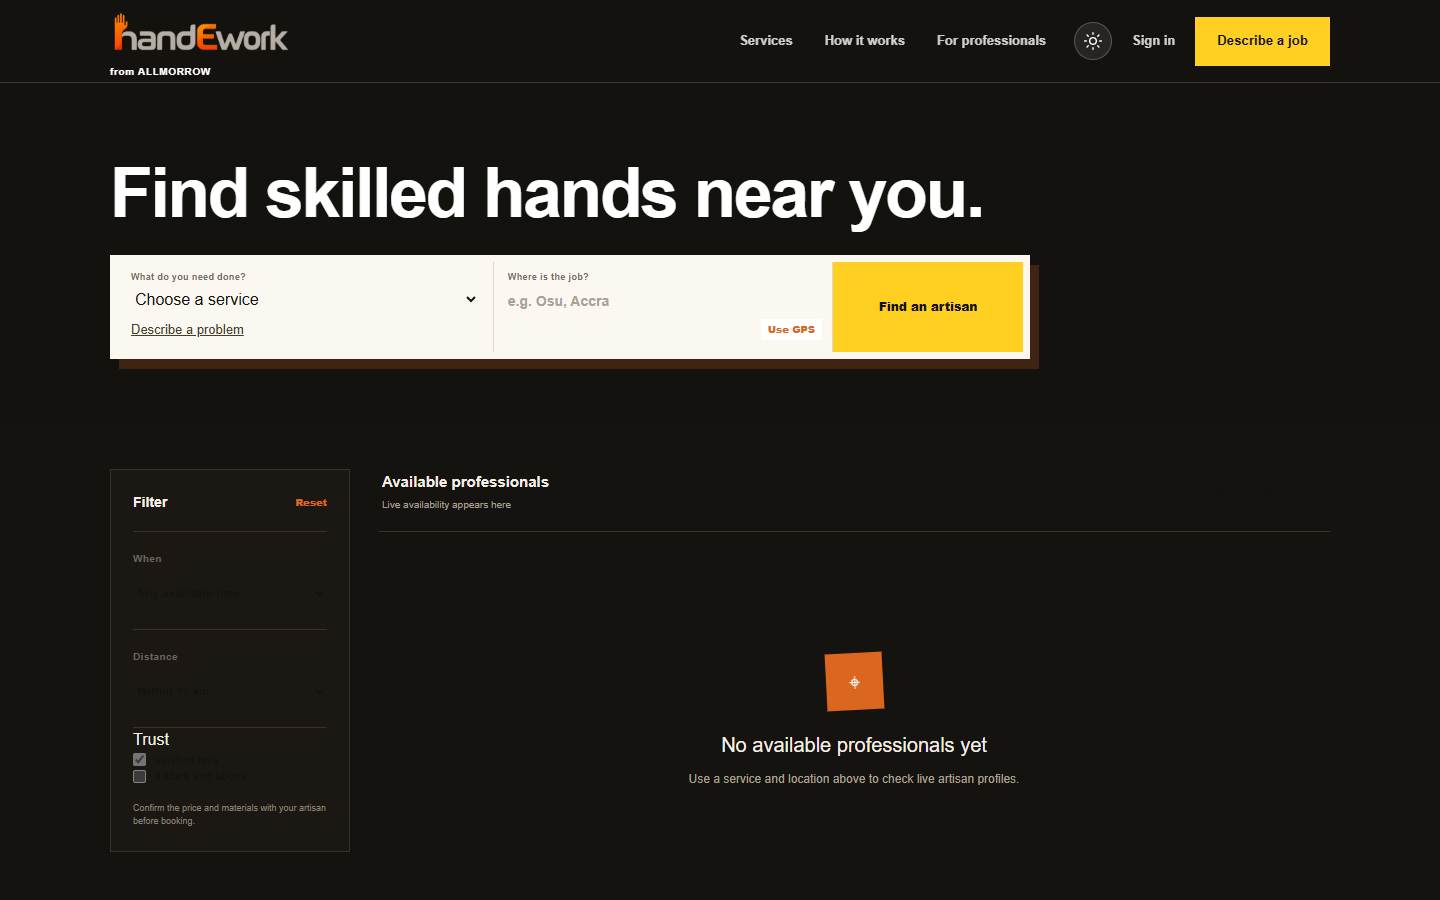 handEwork
from ALLMORROW
Services
How it works
For professionals
Sign in
Describe a job
Find skilled hands near you.
What do you need done?
Choose a service
Describe a problem
Where is the job?
e.g. Osu, Accra
Use GPS
Find an artisan
Filter
Reset
When
Any available time
Distance
Trust
Confirm the price and materials with your artisan
before booking.
Available professionals
Live availability appears here
No available professionals yet
Use a service and location above to check live artisan profiles.